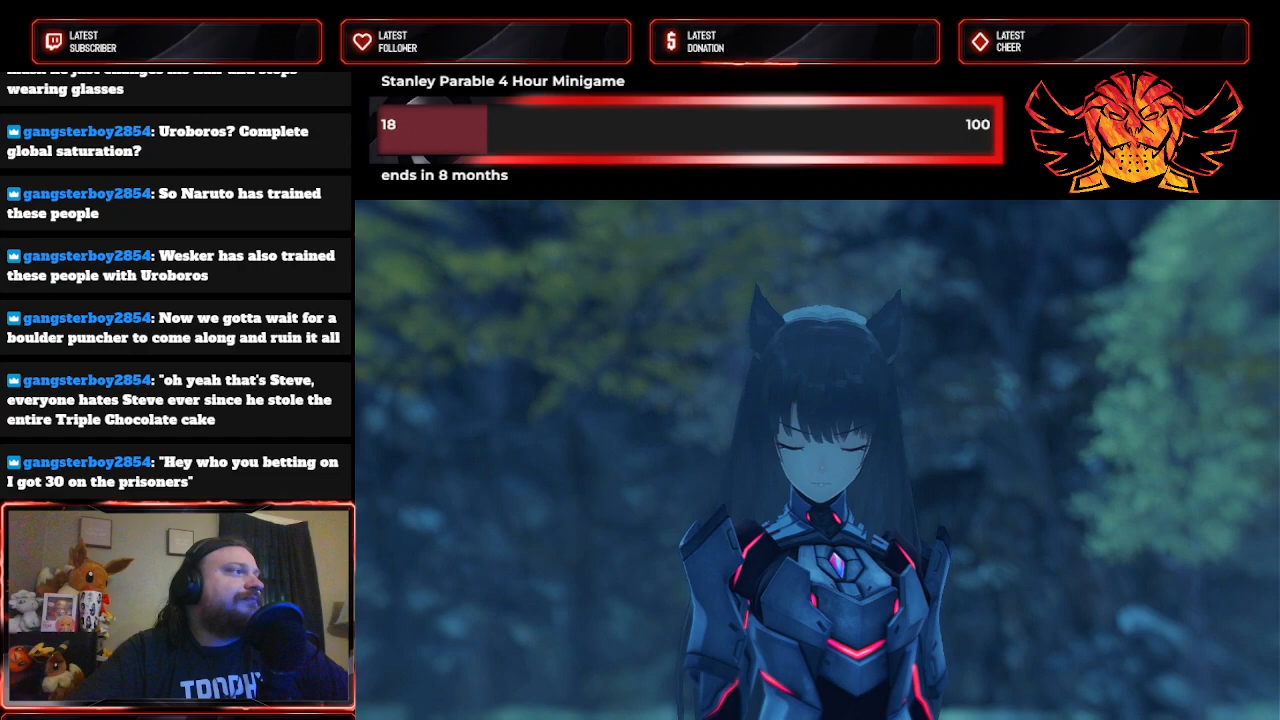 LATEST
SUBSCRIBER
LATEST
FOLLOWER
LATEST
DONATION
LATEST
CHEER
wearing glasses
gangsterboy2854: Uroboros? Complete
global saturation?
gangsterboy2854: So Naruto has trained
these people
gangsterboy2854: Wesker has also trained
these people with Uroboros
gangsterboy2854: Now we gotta wait for a
boulder puncher to come along and ruin it all
gangsterboy2854: "oh yeah that's Steve,
everyone hates Steve ever since he stole the
entire Triple Chocolate cake
gangsterboy2854: "Hey who you betting on
I got 30 on the prisoners"
Stanley Parable 4 Hour Minigame
18
100
ends in 8 months